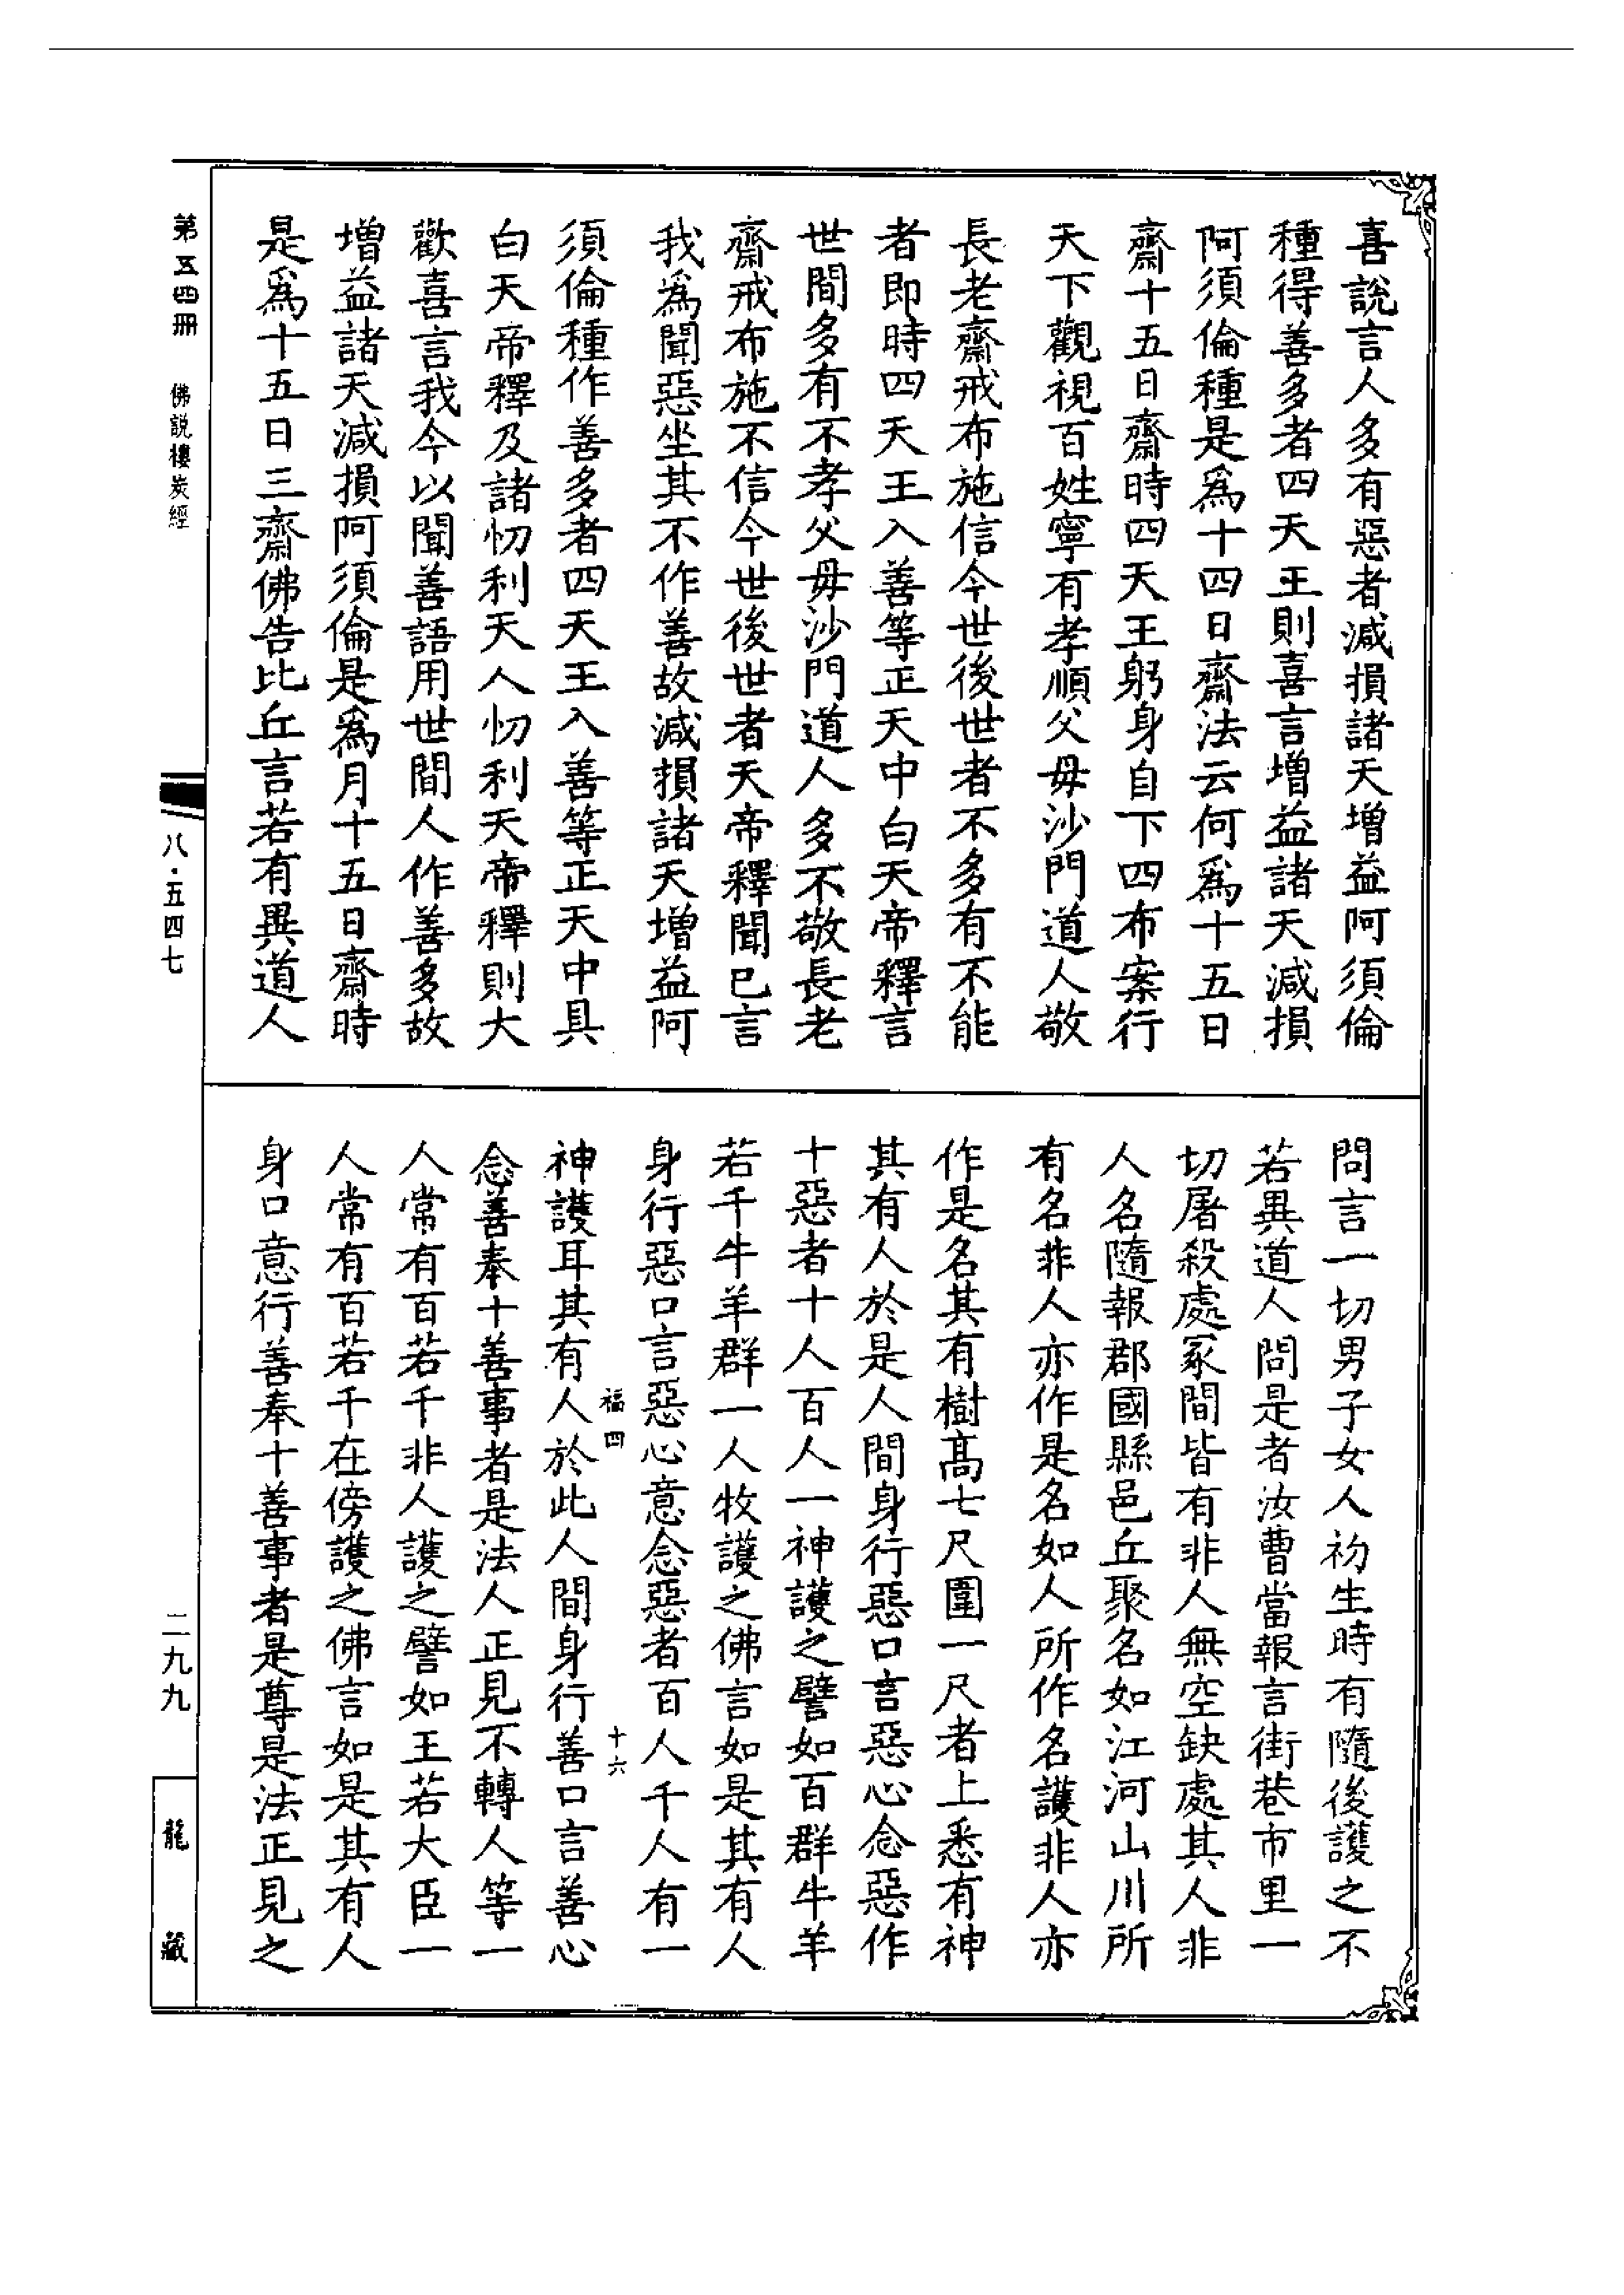 喜說言人多有惡者減損諸天增益阿須倫
種得善多者四天王則喜言增益諸天減損
阿須倫種是爲十四日齋法云何爲十五日
齋十五日齋時四天王躬身自下四布案行
天下觀視百姓寧有孝順父母沙門道人敬
長老齋戒布施信今世後世者不多有不能
者即時四天王入善等正天中白天帝釋言
世間多有不孝父母沙門道人多不敬長老
齋戒布施不信今世後世者天帝釋聞已言
我爲聞惡坐其不作善故減損諸天增益阿
須倫種作善多者四天王入善等正天中具
白天帝釋及諸忉利天人忉利天帝釋則大
歡喜言我今以聞善語用世間人作善多故
增益諸天減損阿須倫是爲月十五日齋時
是爲十五日三齋佛告比丘言若有異道人
問言一切男子女人初生時有隨後護之不
若異道人問是者汝曹當報言街巷市里一
切屠殺處冢間皆有非人無空缺處其人非
人名隨報郡國縣邑丘聚名如江河山川所
有名非人亦作是名如人所作名護非人亦
作是名其有樹高七尺圍一尺者上悉有神
其有人於是人間身行惡口言惡心念惡作
十惡者十人百人一神護之譬如百群牛羊
若千牛羊群一人牧護之佛言如是其有人
身行惡口言惡心意念惡者百人千人有一
福四
十六
神護耳其有人於此人間身行善口言善心
念善奉十善事者是法人正見不轉人等一
人常有百若千非人護之譬如王若大臣一
人常有百若千在傍護之佛言如是其有人
身口意行善奉十善事者是尊是法正見之
第五四冊
佛説樓炭經
八·五四七
二九九
龍藏